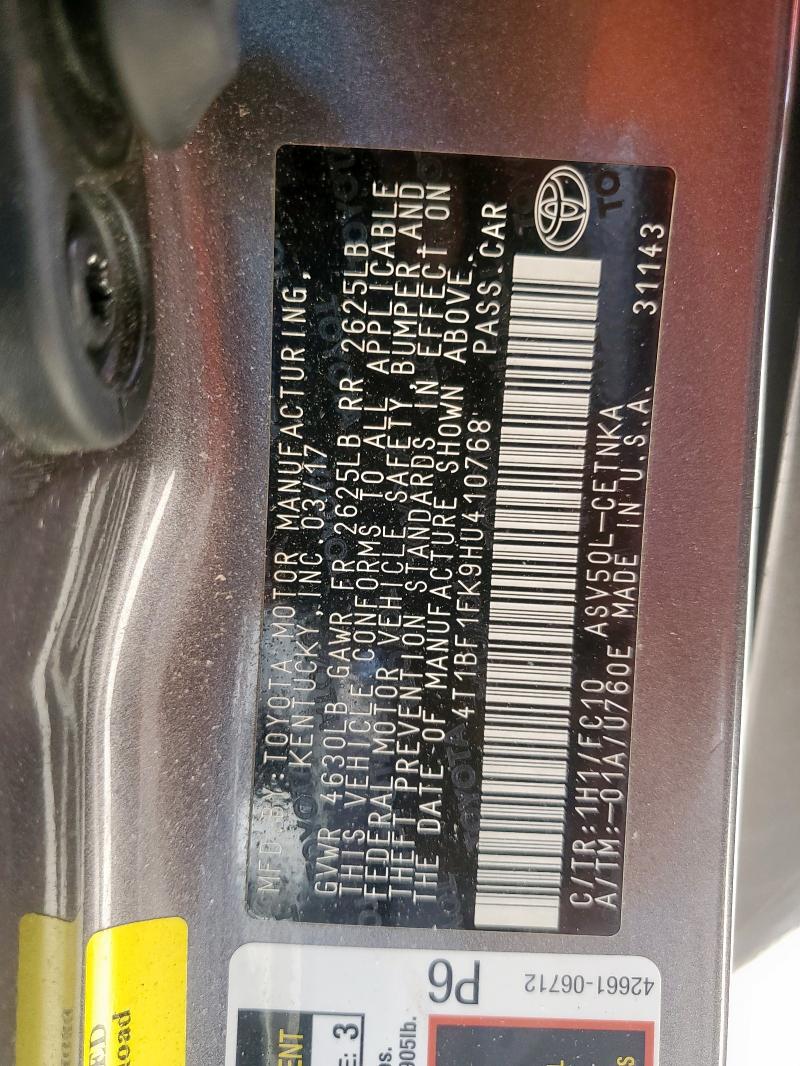 MFD BY:TOYOTA MOTOR MANUFACTURING,
KENTUCKY,INC 03/17
GVWR 4630LB GAWR FR 2625LB RR 2625LB
THIS VEHICLE CONFORMS TO ALL APPLICABLE
FEDERAL MOTOR VEHICLE SAFETY,BUMPER AND
THEFT PREVENTION STANDARDS IN EFFECT ON
THE DATE OF MANUFACTURE SHOWN ABOVE.
4T1BF1FK9HU410768 PASS.CAR
C/TR:1H1/FC10 ASV50L-CETNKA
A/TM:-01A/U760E MADE IN U.S.A. 31143
P6
42661-06712
3
905lb.